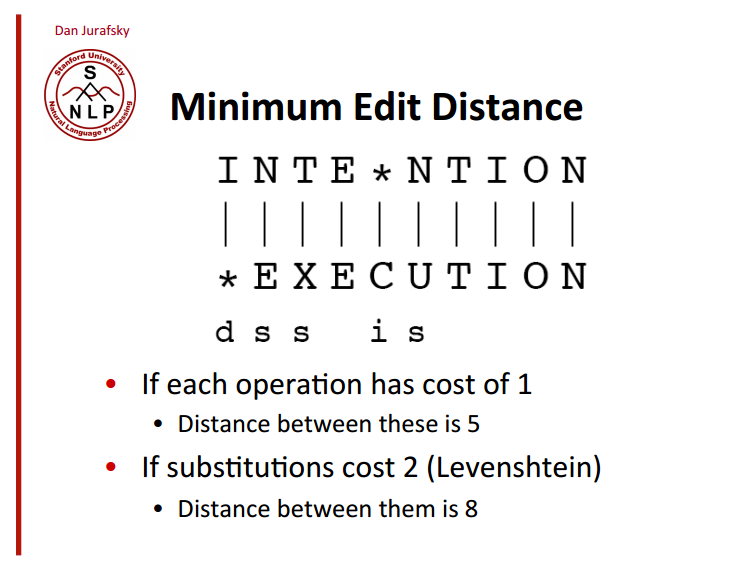 Dan Jurafsky
Stanford University
S
NLP
Natural Language Processing
Minimum Edit Distance
I N T E * N T I O N
| | | | | | | | | |
* E X E C U T I O N
d s s i s
• If each operation has cost of 1
• Distance between these is 5
• If substitutions cost 2 (Levenshtein)
• Distance between them is 8